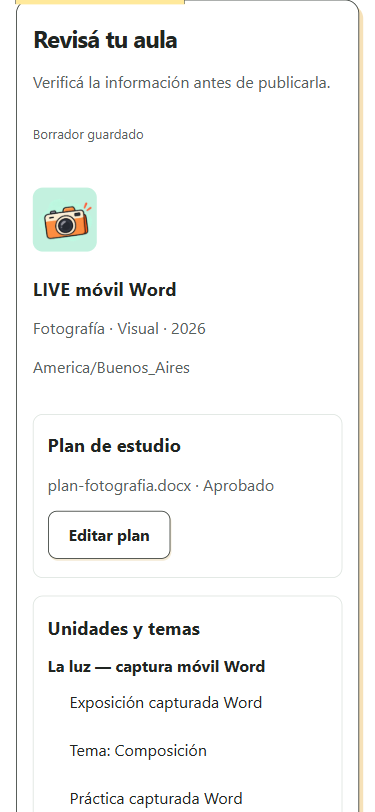 Revisá tu aula
Verificá la información antes de publicarla.
Borrador guardado
LIVE móvil Word
Fotografía · Visual · 2026
America/Buenos_Aires
Plan de estudio
plan-fotografia.docx · Aprobado
Editar plan
Unidades y temas
La luz — captura móvil Word
Exposición capturada Word
Tema: Composición
Práctica capturada Word